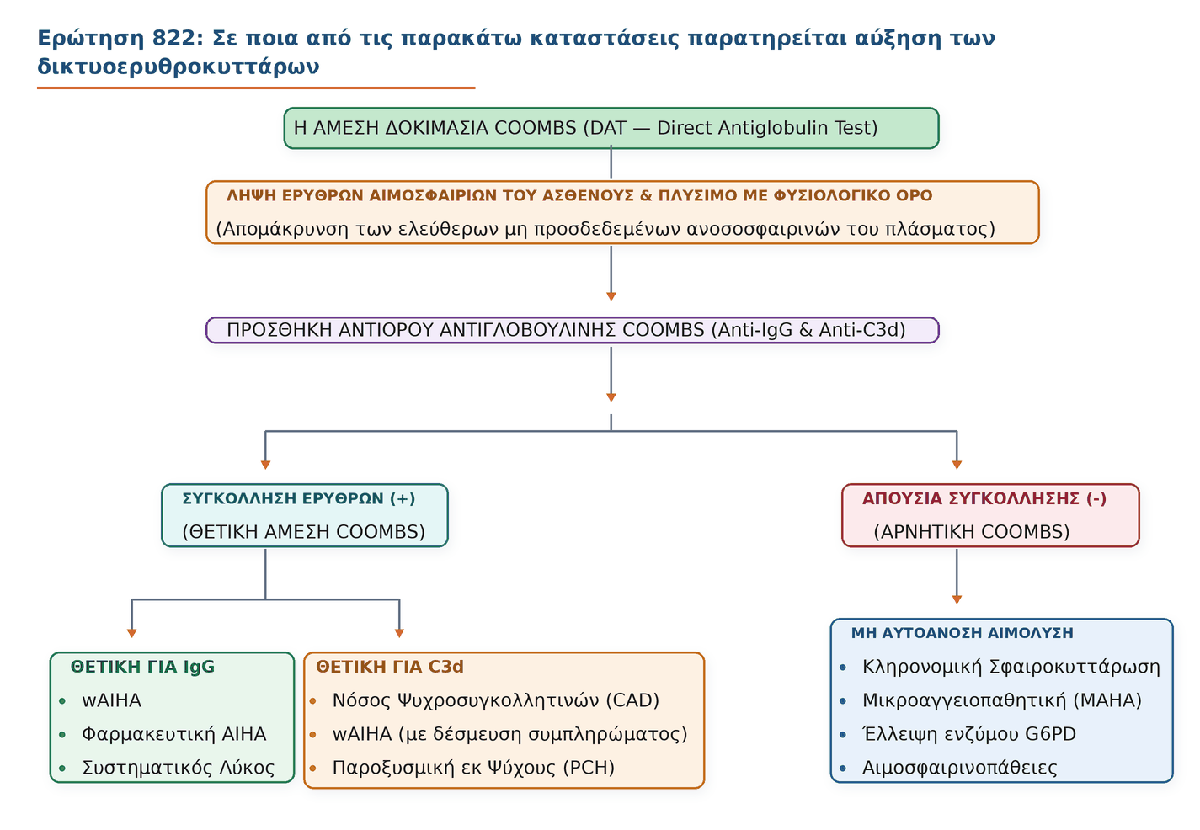 Ερώτηση 822: Σε ποια από τις παρακάτω καταστάσεις παρατηρείται αύξηση των
δικτυοερυθροκυττάρων
Η ΑΜΕΣΗ ΔΟΚΙΜΑΣΙΑ COOMBS (DAT — Direct Antiglobulin Test)
ΛΗΨΗ ΕΡΥΘΡΩΝ ΑΙΜΟΣΦΑΙΡΙΩΝ ΤΟΥ ΑΣΘΕΝΟΥΣ & ΠΛΥΣΙΜΟ ΜΕ ΦΥΣΙΟΛΟΓΙΚΟ ΟΡΟ
(Απομάκρυνση των ελεύθερων μη προσδεδεμένων ανοσοσφαιρινών του πλάσματος)
ΠΡΟΣΘΗΚΗ ΑΝΤΙΟΡΟΥ ΑΝΤΙΓΛΟΒΟΥΛΙΝΗΣ COOMBS (Anti-IgG & Anti-C3d)
ΣΥΓΚΟΛΛΗΣΗ ΕΡΥΘΡΩΝ (+)
(ΘΕΤΙΚΗ ΑΜΕΣΗ COOMBS)
ΑΠΟΥΣΙΑ ΣΥΓΚΟΛΛΗΣΗΣ (-)
(ΑΡΝΗΤΙΚΗ COOMBS)
ΘΕΤΙΚΗ ΓΙΑ IgG
• wAIHA
• Φαρμακευτική AIHA
• Συστηματικός Λύκος
ΘΕΤΙΚΗ ΓΙΑ C3d
• Νόσος Ψυχροσυγκολλητινών (CAD)
• wAIHA (με δέσμευση συμπληρώματος)
• Παροξυσμική εκ Ψύχους (PCH)
ΜΗ ΑΥΤΟΑΝΟΣΗ ΑΙΜΟΛΥΣΗ
• Κληρονομική Σφαιροκυττάρωση
• Μικροαγγειοπαθητική (MAHA)
• Έλλειψη ενζύμου G6PD
• Αιμοσφαιρινοπάθειες